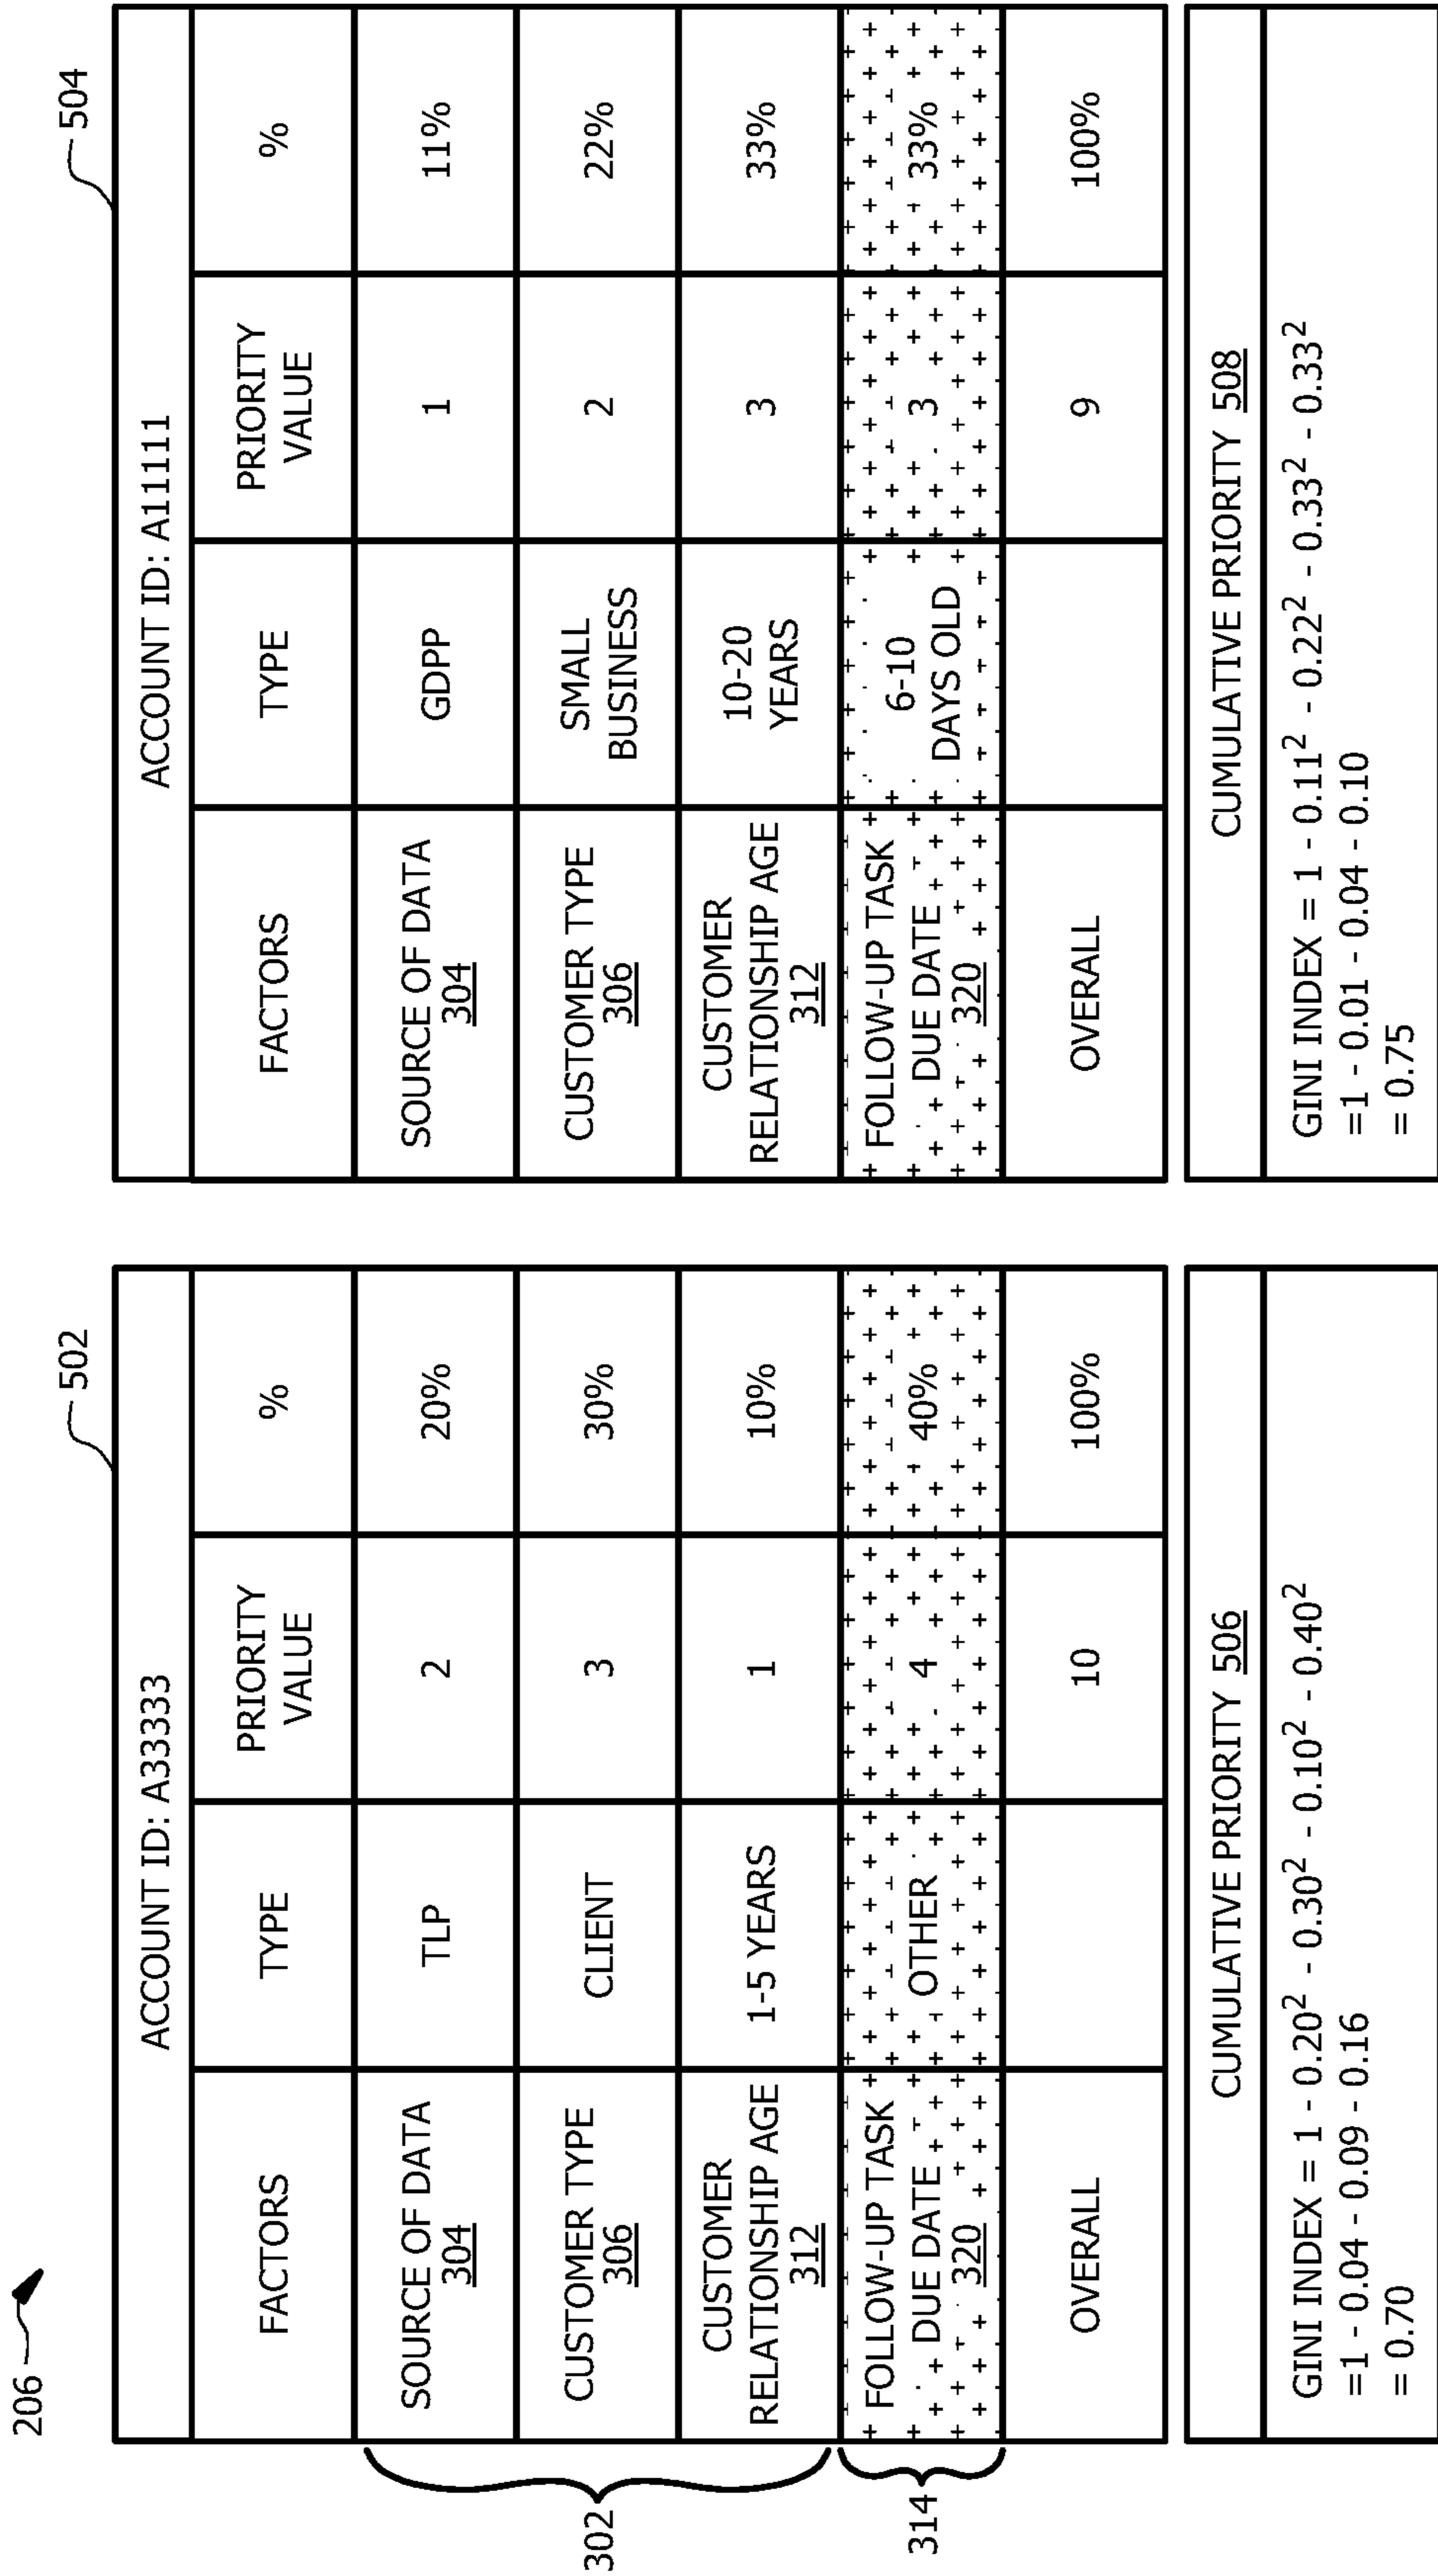 206
502
ACCOUNT ID: A33333
FACTORS
TYPE
PRIORITY
VALUE
%
SOURCE OF DATA
304
TLP
2
20%
CUSTOMER TYPE
306
CLIENT
3
30%
CUSTOMER
RELATIONSHIP AGE
312
1-5 YEARS
1
10%
FOLLOW-UP TASK
DUE DATE
320
OTHER
4
40%
OVERALL
10
100%
302
314
CUMULATIVE PRIORITY 506
GINI INDEX = 1 - 0.20² - 0.30² - 0.10² - 0.40²
=1 - 0.04 - 0.09 - 0.16
= 0.70
504
ACCOUNT ID: A11111
FACTORS
TYPE
PRIORITY
VALUE
%
SOURCE OF DATA
304
GDPP
1
11%
CUSTOMER TYPE
306
SMALL
BUSINESS
2
22%
CUSTOMER
RELATIONSHIP AGE
312
10-20
YEARS
3
33%
FOLLOW-UP TASK
DUE DATE
320
6-10
DAYS OLD
3
33%
OVERALL
9
100%
CUMULATIVE PRIORITY 508
GINI INDEX = 1 - 0.11² - 0.22² - 0.33² - 0.33²
=1 - 0.01 - 0.04 - 0.10
= 0.75